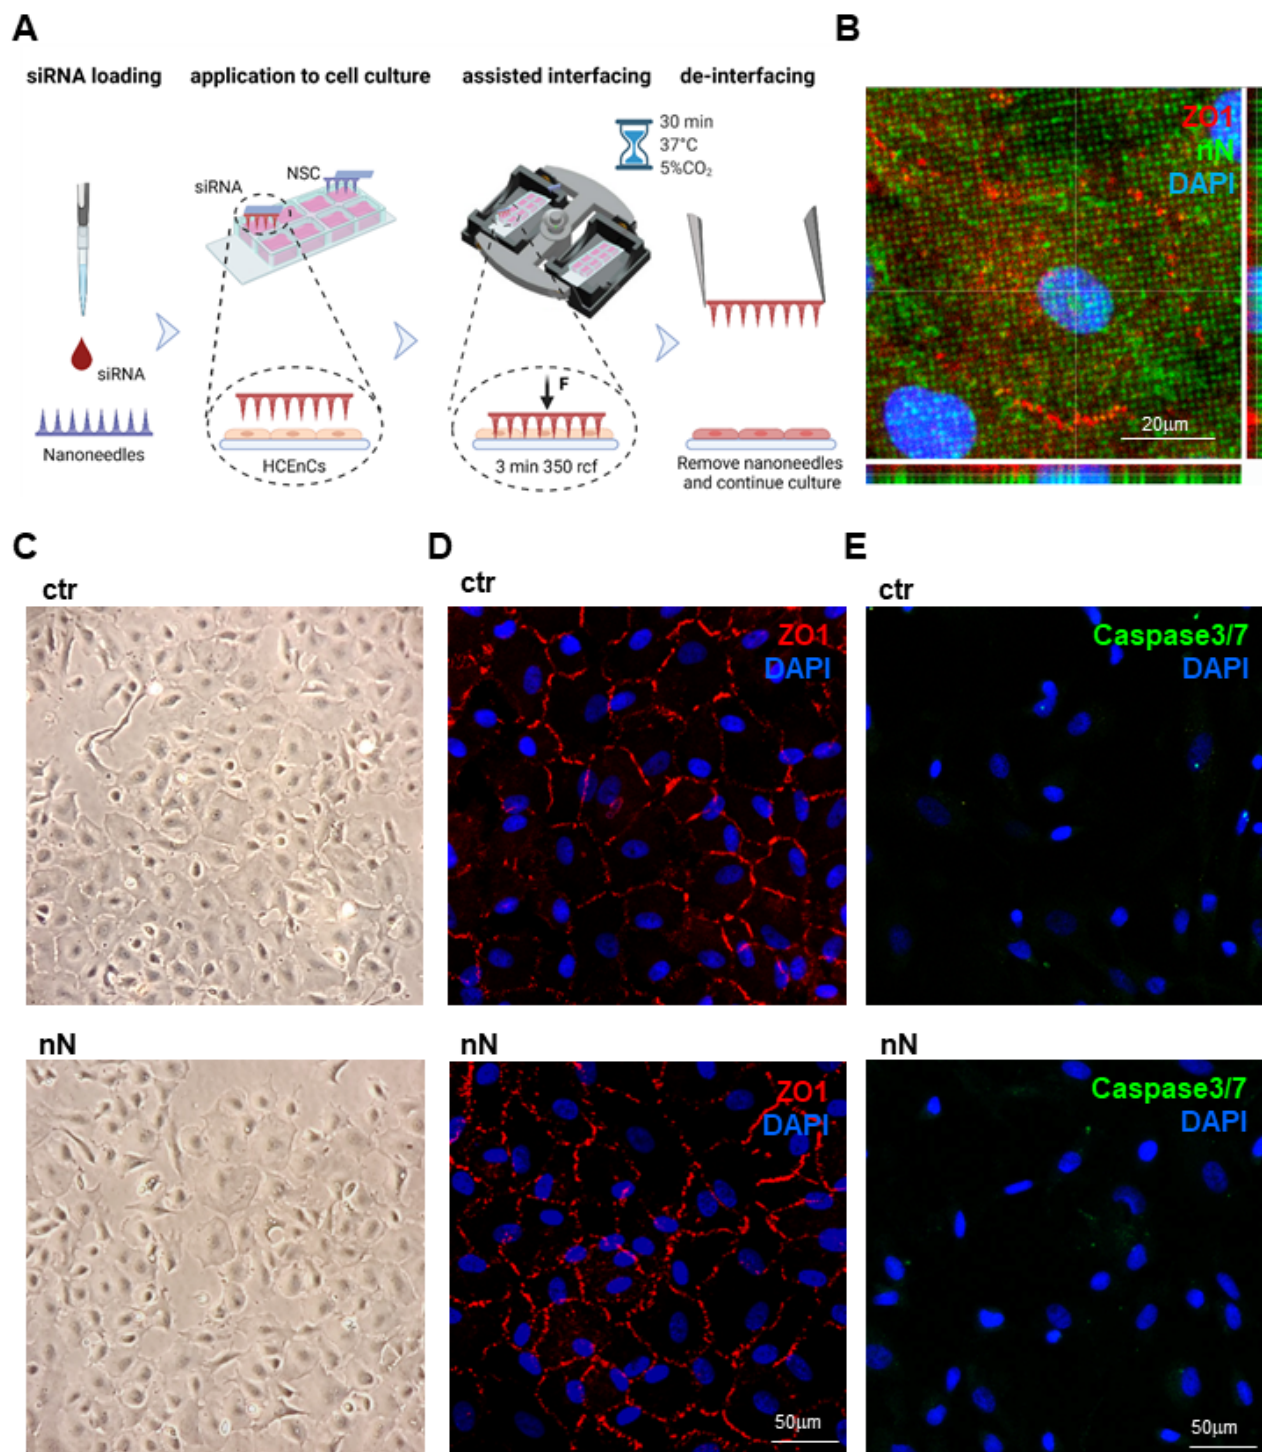 A
siRNA loading
application to cell culture
assisted interfacing
de-interfacing
30 min
37°C
5%CO₂
NSC
siRNA
siRNA
F
Nanoneedles
HCEnCs
3 min 350 rcf
Remove nanoneedles
and continue culture
B
ZO1
nN
DAPI
20μm
C
ctr
nN
D
ctr
ZO1
DAPI
nN
ZO1
DAPI
50μm
E
ctr
Caspase3/7
DAPI
nN
Caspase3/7
DAPI
50μm